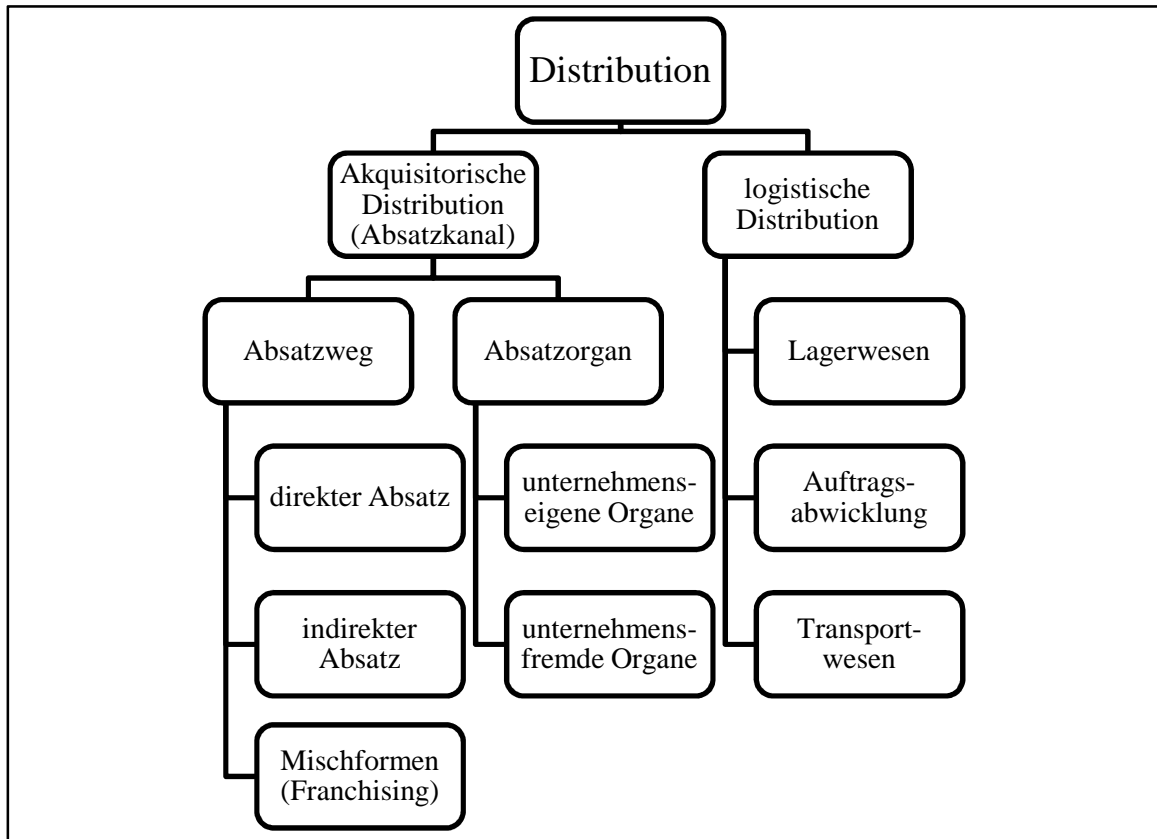 Distribution
Akquisitorische
Distribution
(Absatzkanal)
logistische
Distribution
Absatzweg
Absatzorgan
Lagerwesen
direkter Absatz
unternehmens-
eigene Organe
Auftrags-
abwicklung
indirekter
Absatz
unternehmens-
fremde Organe
Transport-
wesen
Mischformen
(Franchising)